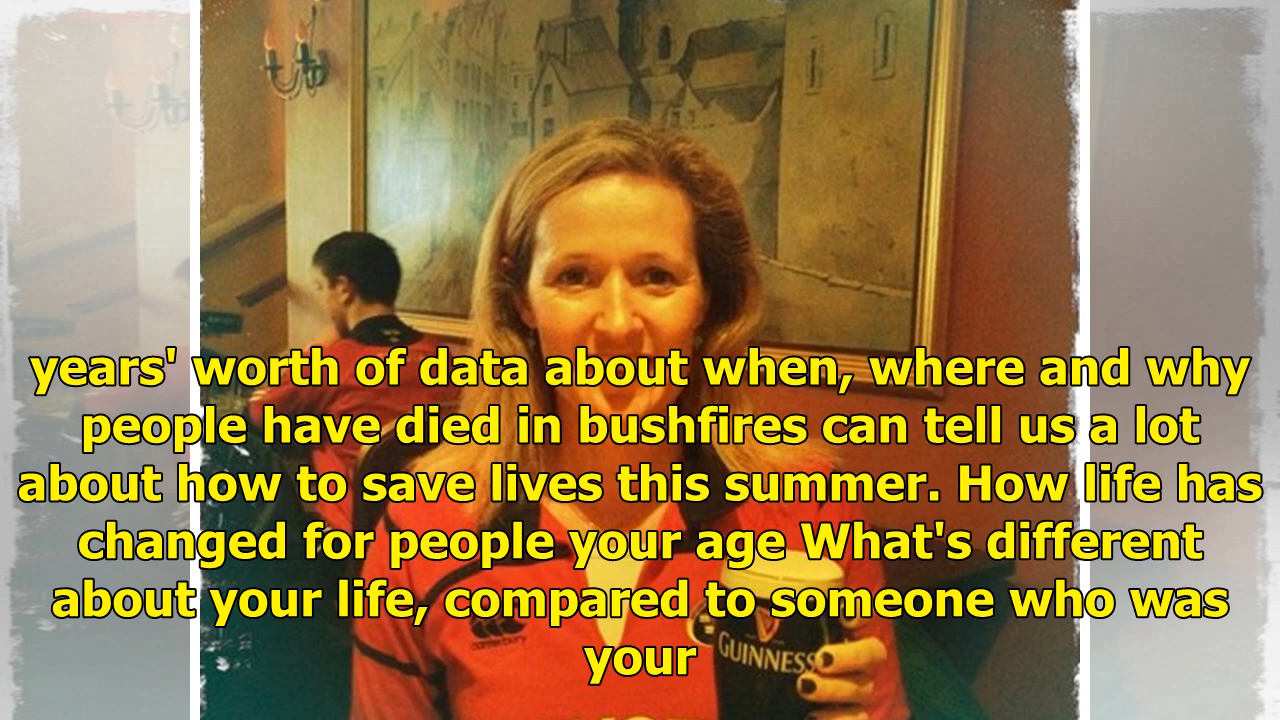 years' worth of data about when, where and why
people have died in bushfires can tell us a lot
about how to save lives this summer. How life has
changed for people your age What's different
about your life, compared to someone who was
your
canterbury
GUINNESS